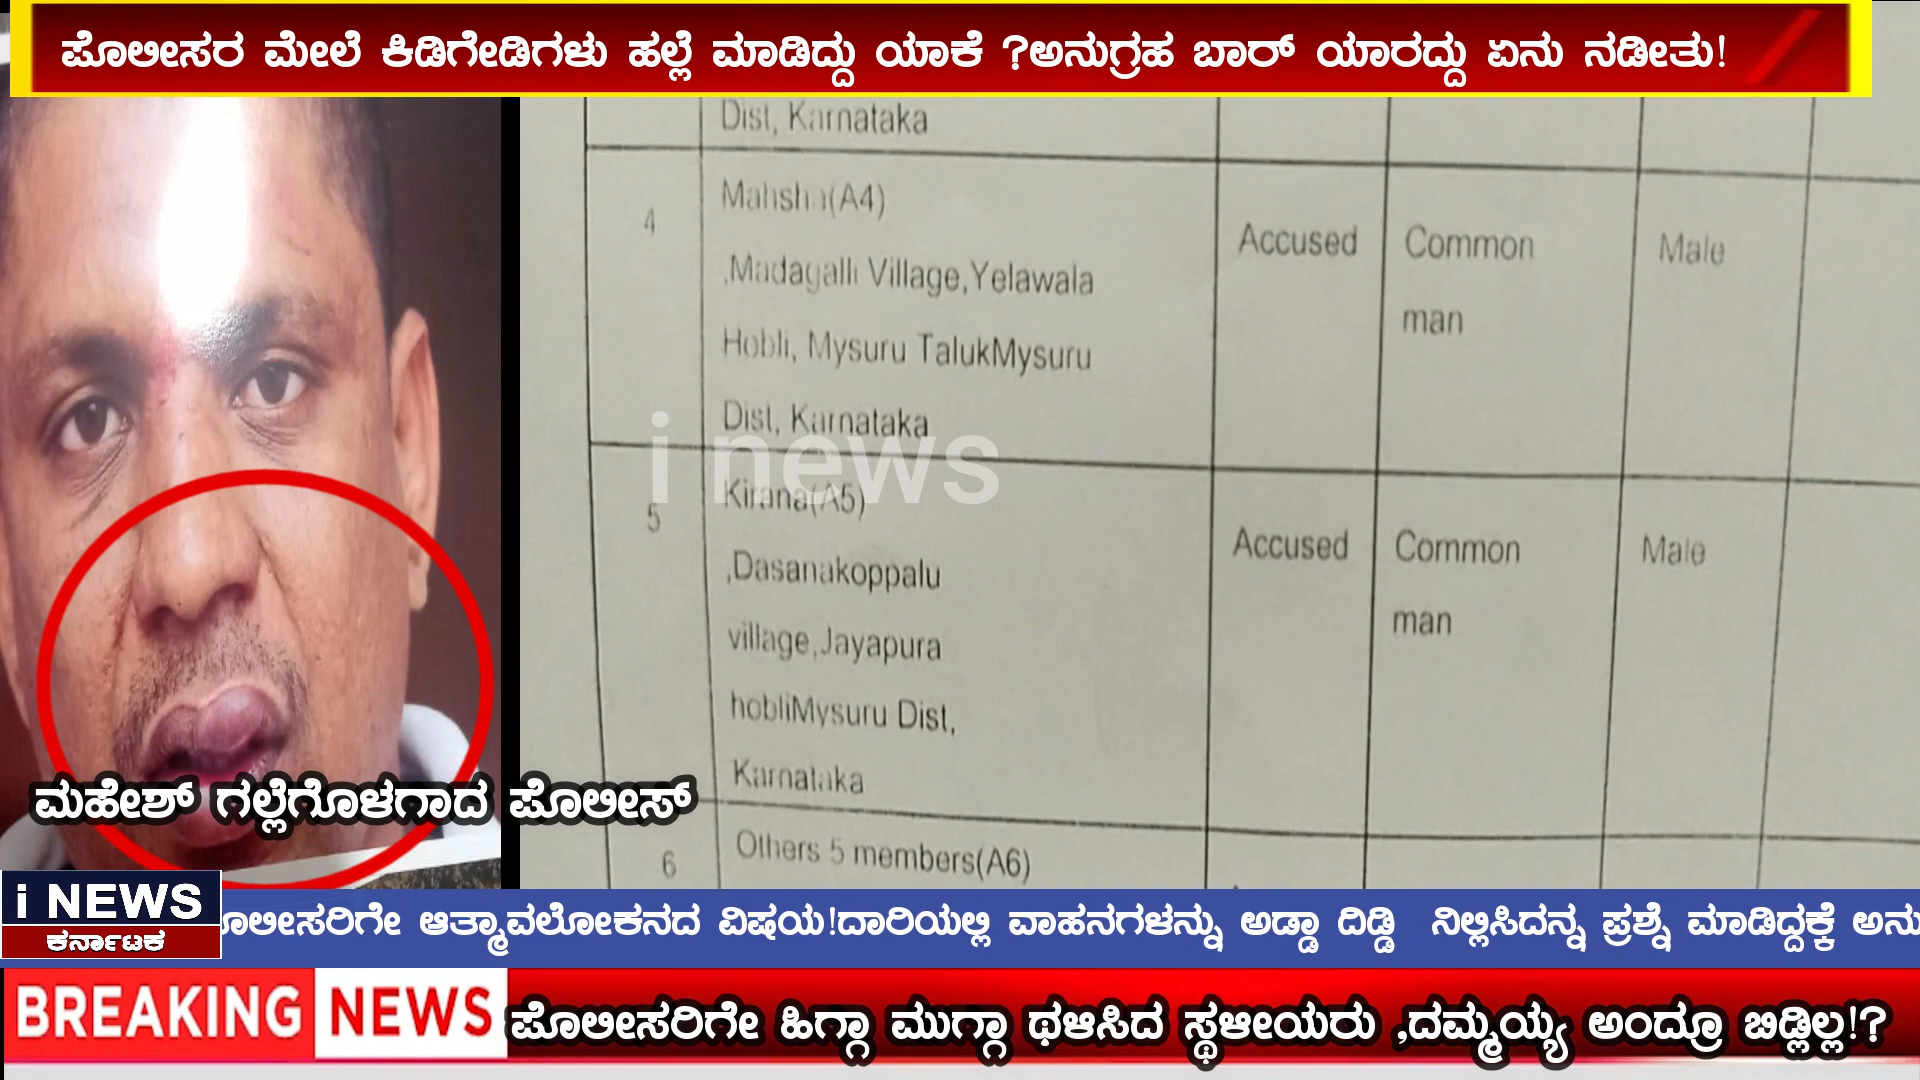 ಪೊಲೀಸರ ಮೇಲೆ ಕಿಡಿಗೇಡಿಗಳು ಹಲ್ಲೆ ಮಾಡಿದ್ದು ಯಾಕೆ ?ಅನುಗ್ರಹ ಬಾರ್ ಯಾರದ್ದು ಏನು ನಡೀತು!
Dist, Karnataka
4
Mahsha(A4)
,Madagalli Village,Yelawala
Hobli, Mysuru TalukMysuru
Dist, Karnataka
Accused
Common
man
Male
i news
5
Kirana(A5)
,Dasanakoppalu
village,Jayapura
hobliMysuru Dist,
Karnataka
Accused
Common
man
Male
6
Others 5 members(A6)
ಮಹೇಶ್ ಗಲ್ಲೆಗೊಳಗಾದ ಪೊಲೀಸ್
i NEWS
ಕರ್ನಾಟಕ
ೊಲೀಸರಿಗೇ ಆತ್ಮಾವಲೋಕನದ ವಿಷಯ!ದಾರಿಯಲ್ಲಿ ವಾಹನಗಳನ್ನು ಅಡ್ಡಾ ದಿಡ್ಡಿ ನಿಲ್ಲಿಸಿದನ್ನ ಪ್ರಶ್ನೆ ಮಾಡಿದ್ದಕ್ಕೆ ಅನು
BREAKING NEWS
ಪೊಲೀಸರಿಗೇ ಹಿಗ್ಗಾ ಮುಗ್ಗಾ ಥಳಿಸಿದ ಸ್ಥಳೀಯರು ,ದಮ್ಮಯ್ಯ ಅಂದ್ರೂ ಬಿಡ್ಲಿಲ್ಲ!?